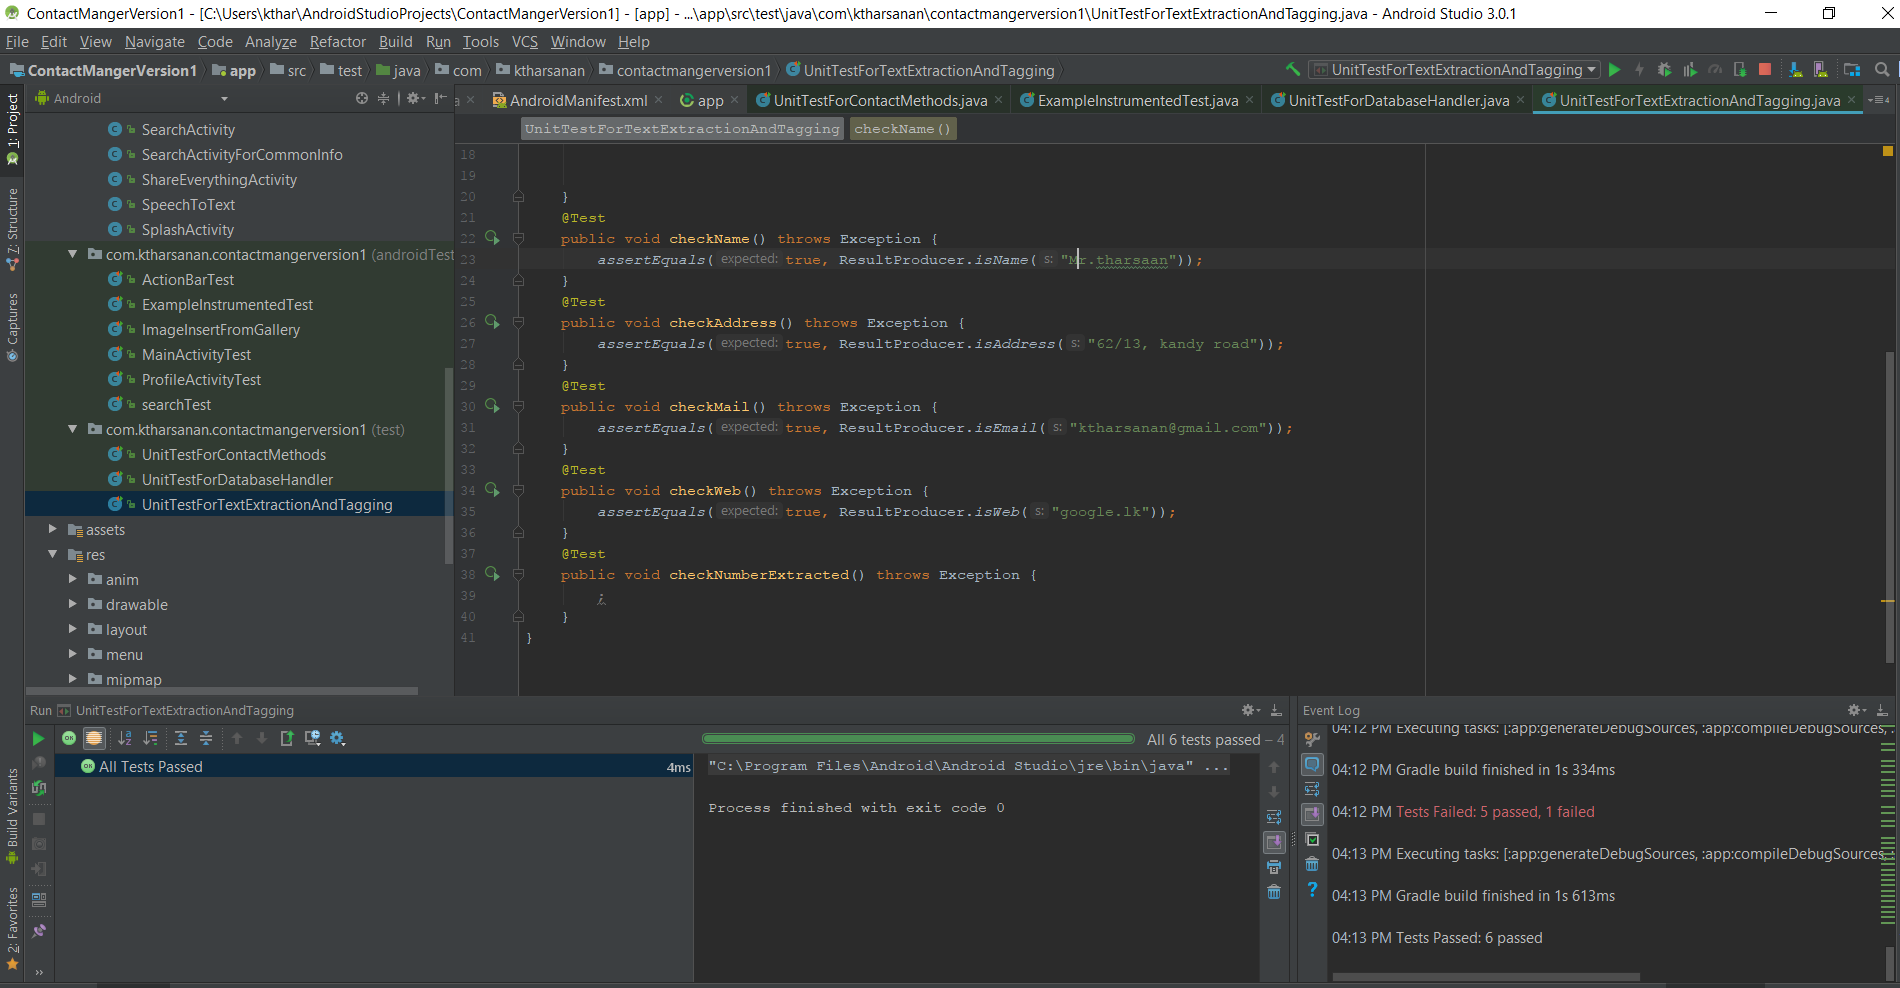 ContactMangerVersion1 - [C:\Users\kthar\AndroidStudioProjects\ContactMangerVersion1] - [app] - ...\app\src\test\java\com\ktharsanan\contactmangerversion1\UnitTestForTextExtractionAndTagging.java - Android Studio 3.0.1
File Edit View Navigate Code Analyze Refactor Build Run Tools VCS Window Help
ContactMangerVersion1 app src test java com ktharsanan contactmangerversion1 UnitTestForTextExtractionAndTagging
UnitTestForTextExtractionAndTagging
Android
a AndroidManifest.xml app UnitTestForContactMethods.java ExampleInstrumentedTest.java UnitTestForDatabaseHandler.java UnitTestForTextExtractionAndTagging.java
4
1: Project
Z: Structure
Captures
Build Variants
2: Favorites
SearchActivity
SearchActivityForCommonInfo
ShareEverythingActivity
SpeechToText
SplashActivity
com.ktharsanan.contactmangerversion1 (androidTest
ActionBarTest
ExampleInstrumentedTest
ImageInsertFromGallery
MainActivityTest
ProfileActivityTest
searchTest
com.ktharsanan.contactmangerversion1 (test)
UnitTestForContactMethods
UnitTestForDatabaseHandler
UnitTestForTextExtractionAndTagging
assets
res
anim
drawable
layout
menu
mipmap
UnitTestForTextExtractionAndTagging checkName()
18
19
20 }
21 @Test
22 public void checkName() throws Exception {
23 assertEquals( expected: true, ResultProducer.isName( s: "Mr.tharsaan"));
24 }
25 @Test
26 public void checkAddress() throws Exception {
27 assertEquals( expected: true, ResultProducer.isAddress( s: "62/13, kandy road"));
28 }
29 @Test
30 public void checkMail() throws Exception {
31 assertEquals( expected: true, ResultProducer.isEmail( s: "ktharsanan@gmail.com"));
32 }
33 @Test
34 public void checkWeb() throws Exception {
35 assertEquals( expected: true, ResultProducer.isWeb( s: "google.lk"));
36 }
37 @Test
38 public void checkNumberExtracted() throws Exception {
39 ;
40 }
41 }
Run UnitTestForTextExtractionAndTagging
All 6 tests passed – 4
OK All Tests Passed 4ms
"C:\Program Files\Android\Android Studio\jre\bin\java" ...
Process finished with exit code 0
Event Log
04:12 PM Executing tasks: [:app:generateDebugSources, :app:compileDebugSources, :
04:12 PM Gradle build finished in 1s 334ms
04:12 PM Tests Failed: 5 passed, 1 failed
04:13 PM Executing tasks: [:app:generateDebugSources, :app:compileDebugSources, :
04:13 PM Gradle build finished in 1s 613ms
04:13 PM Tests Passed: 6 passed